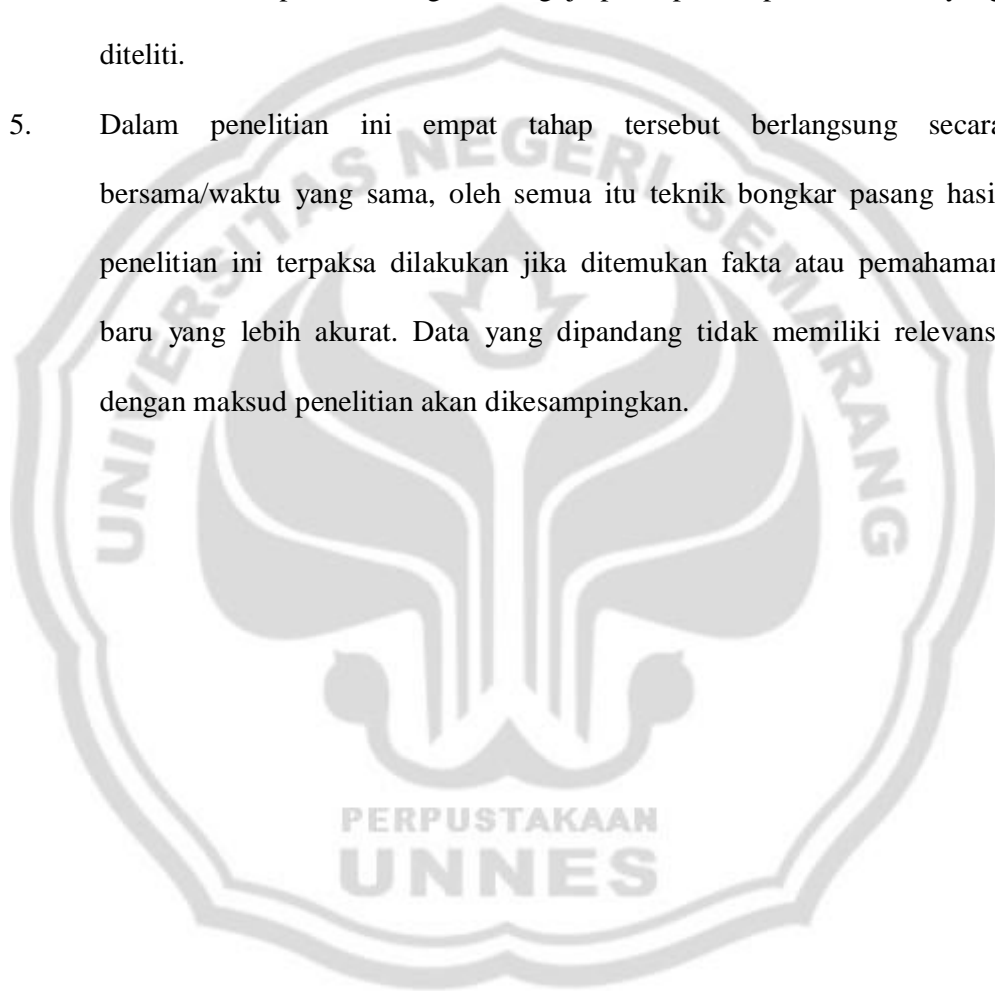 diteliti.
5. Dalam penelitian ini empat tahap tersebut berlangsung secara
bersama/waktu yang sama, oleh semua itu teknik bongkar pasang hasi
penelitian ini terpaksa dilakukan jika ditemukan fakta atau pemahaman
baru yang lebih akurat. Data yang dipandang tidak memiliki relevans
dengan maksud penelitian akan dikesampingkan.
UNIVERSITAS NEGERI SEMARANG
PERPUSTAKAAN
UNNES